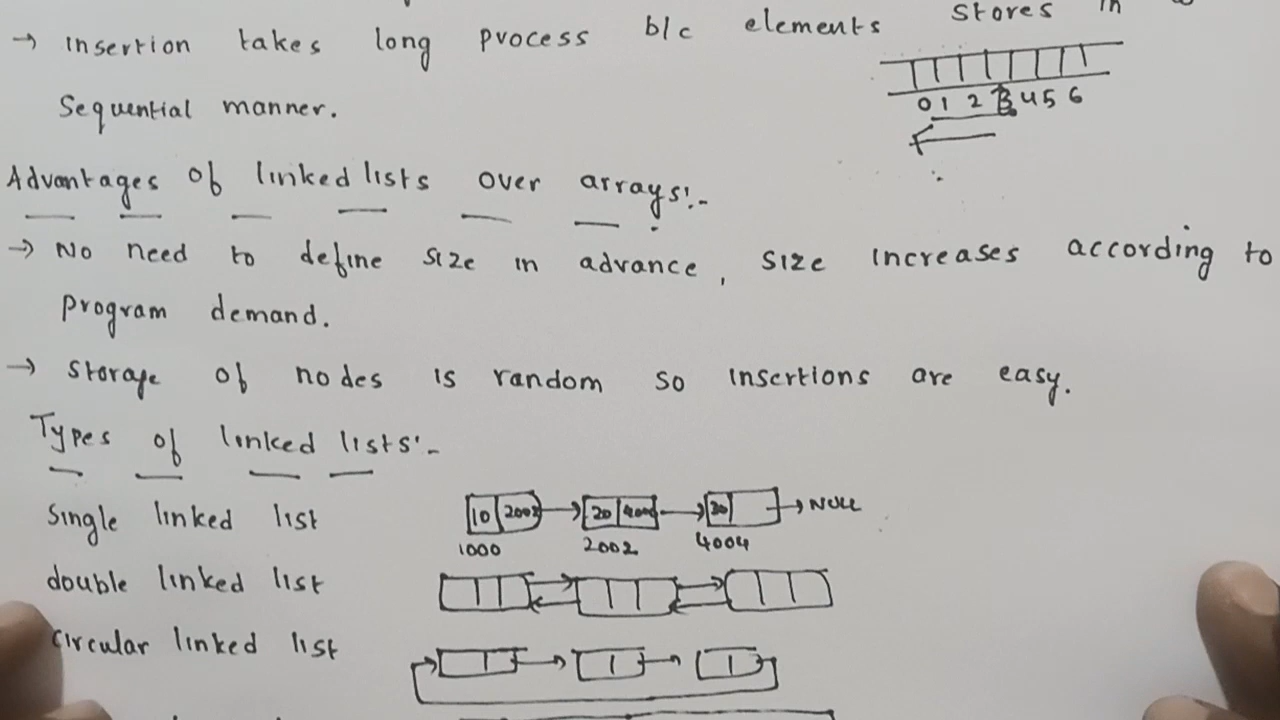 → Insertion takes long process b/c elements stores in
0 1 2 3 4 5 6
Sequential manner.
Advantages of linked lists over arrays:-
→ No need to define size in advance, size increases according to
program demand.
→ Storage of nodes is random so insertions are easy.
Types of linked lists:-
Single linked list 10 2002 → 20 4004 → 30 → NULL
1000 2002 4004
double linked list
circular linked list